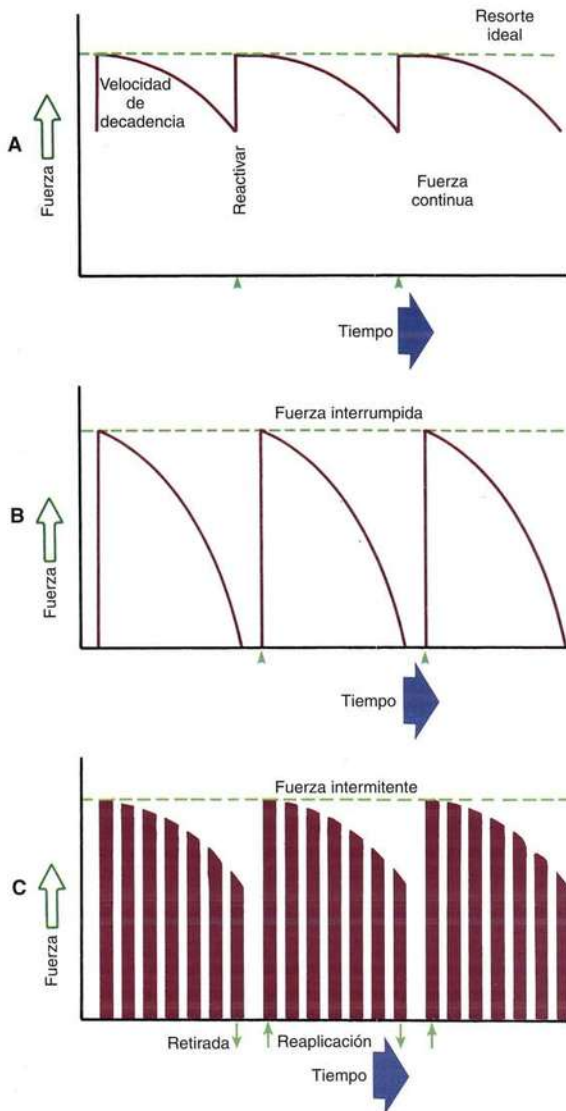 Resorte
ideal
Velocidad
de
decadencia
A
Fuerza
Reactivar
Fuerza
continua
Tiempo
Fuerza interrumpida
B
Fuerza
Tiempo
Fuerza intermitente
C
Fuerza
Retirada
Reaplicación
Tiempo